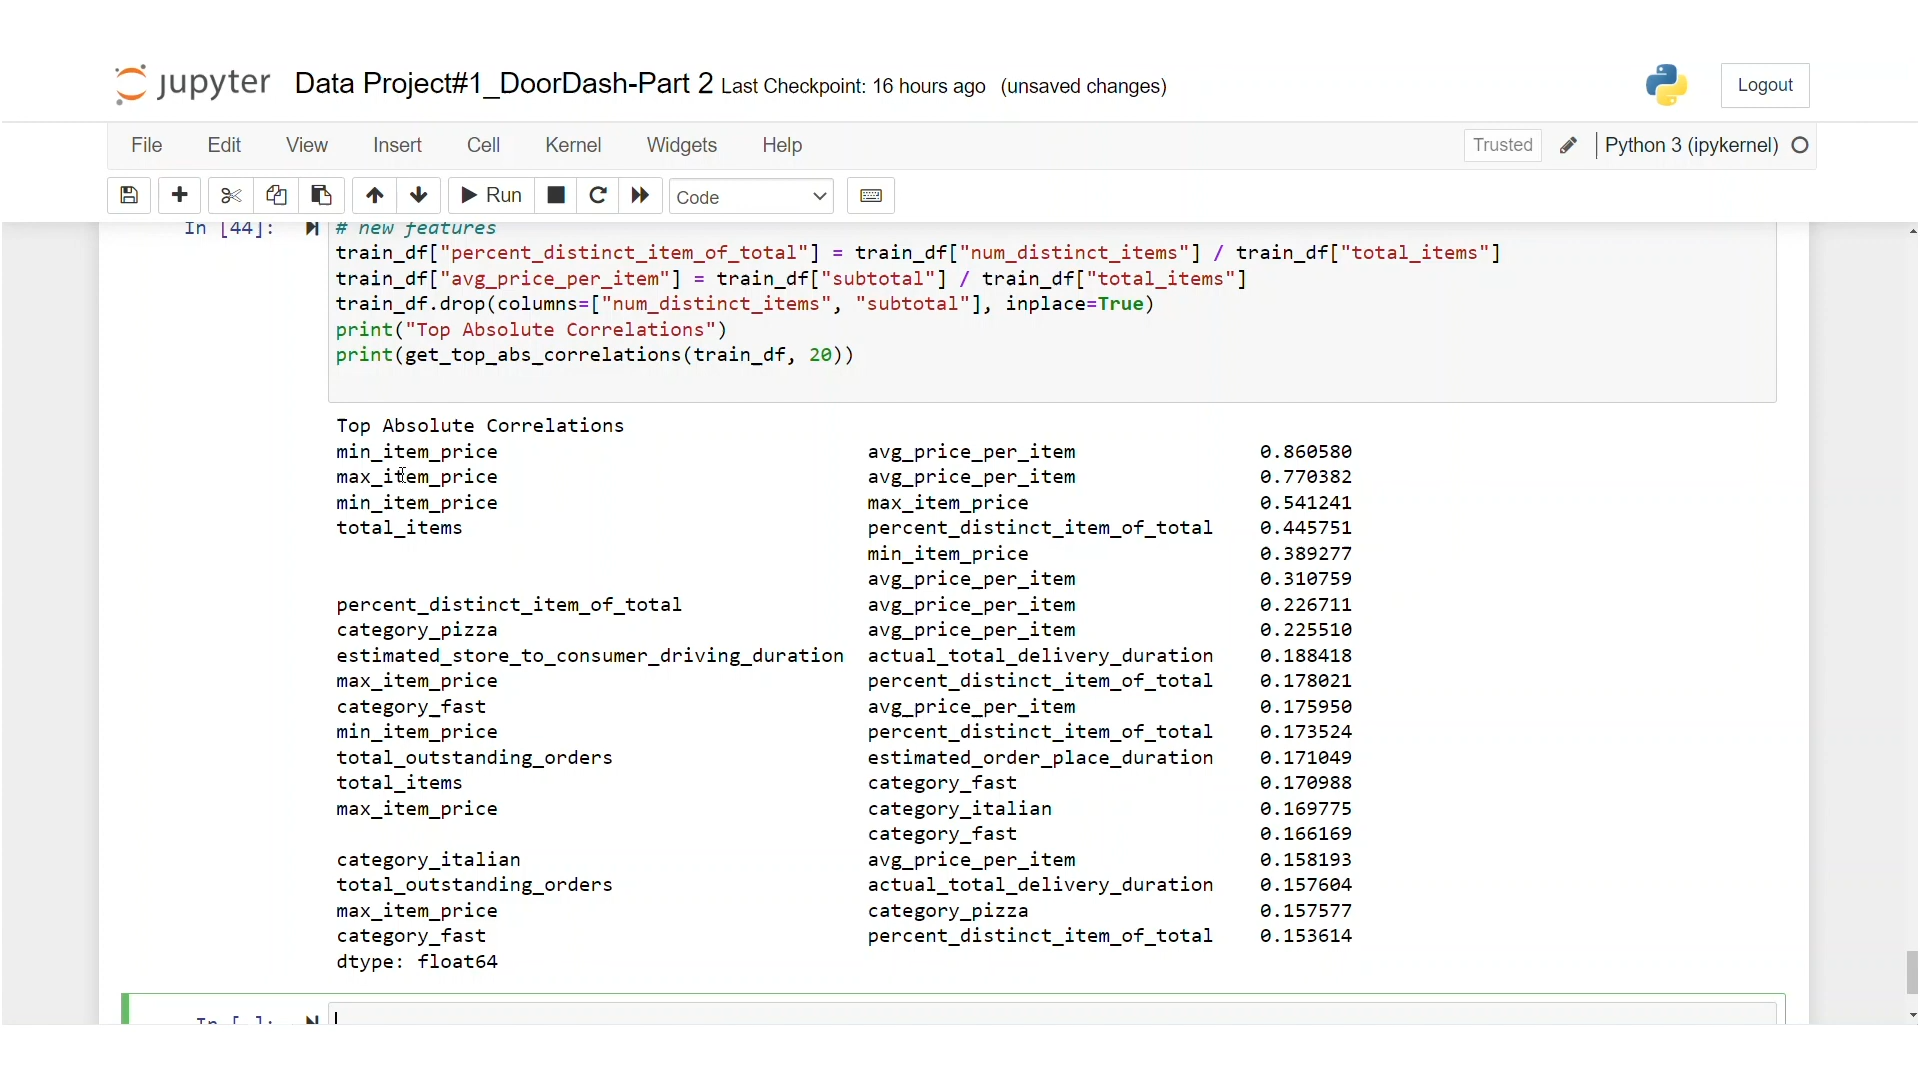 jupyter Data Project#1_DoorDash-Part 2 Last Checkpoint: 16 hours ago (unsaved changes) Logout
File Edit View Insert Cell Kernel Widgets Help Trusted Python 3 (ipykernel)
Run Code
In [44]: # new features
train_df["percent_distinct_item_of_total"] = train_df["num_distinct_items"] / train_df["total_items"]
train_df["avg_price_per_item"] = train_df["subtotal"] / train_df["total_items"]
train_df.drop(columns=["num_distinct_items", "subtotal"], inplace=True)
print("Top Absolute Correlations")
print(get_top_abs_correlations(train_df, 20))
Top Absolute Correlations
min_item_price avg_price_per_item 0.860580
max_item_price avg_price_per_item 0.770382
min_item_price max_item_price 0.541241
total_items percent_distinct_item_of_total 0.445751
min_item_price 0.389277
avg_price_per_item 0.310759
percent_distinct_item_of_total avg_price_per_item 0.226711
category_pizza avg_price_per_item 0.225510
estimated_store_to_consumer_driving_duration actual_total_delivery_duration 0.188418
max_item_price percent_distinct_item_of_total 0.178021
category_fast avg_price_per_item 0.175950
min_item_price percent_distinct_item_of_total 0.173524
total_outstanding_orders estimated_order_place_duration 0.171049
total_items category_fast 0.170988
max_item_price category_italian 0.169775
category_fast 0.166169
category_italian avg_price_per_item 0.158193
total_outstanding_orders actual_total_delivery_duration 0.157604
max_item_price category_pizza 0.157577
category_fast percent_distinct_item_of_total 0.153614
dtype: float64
In [ ]: